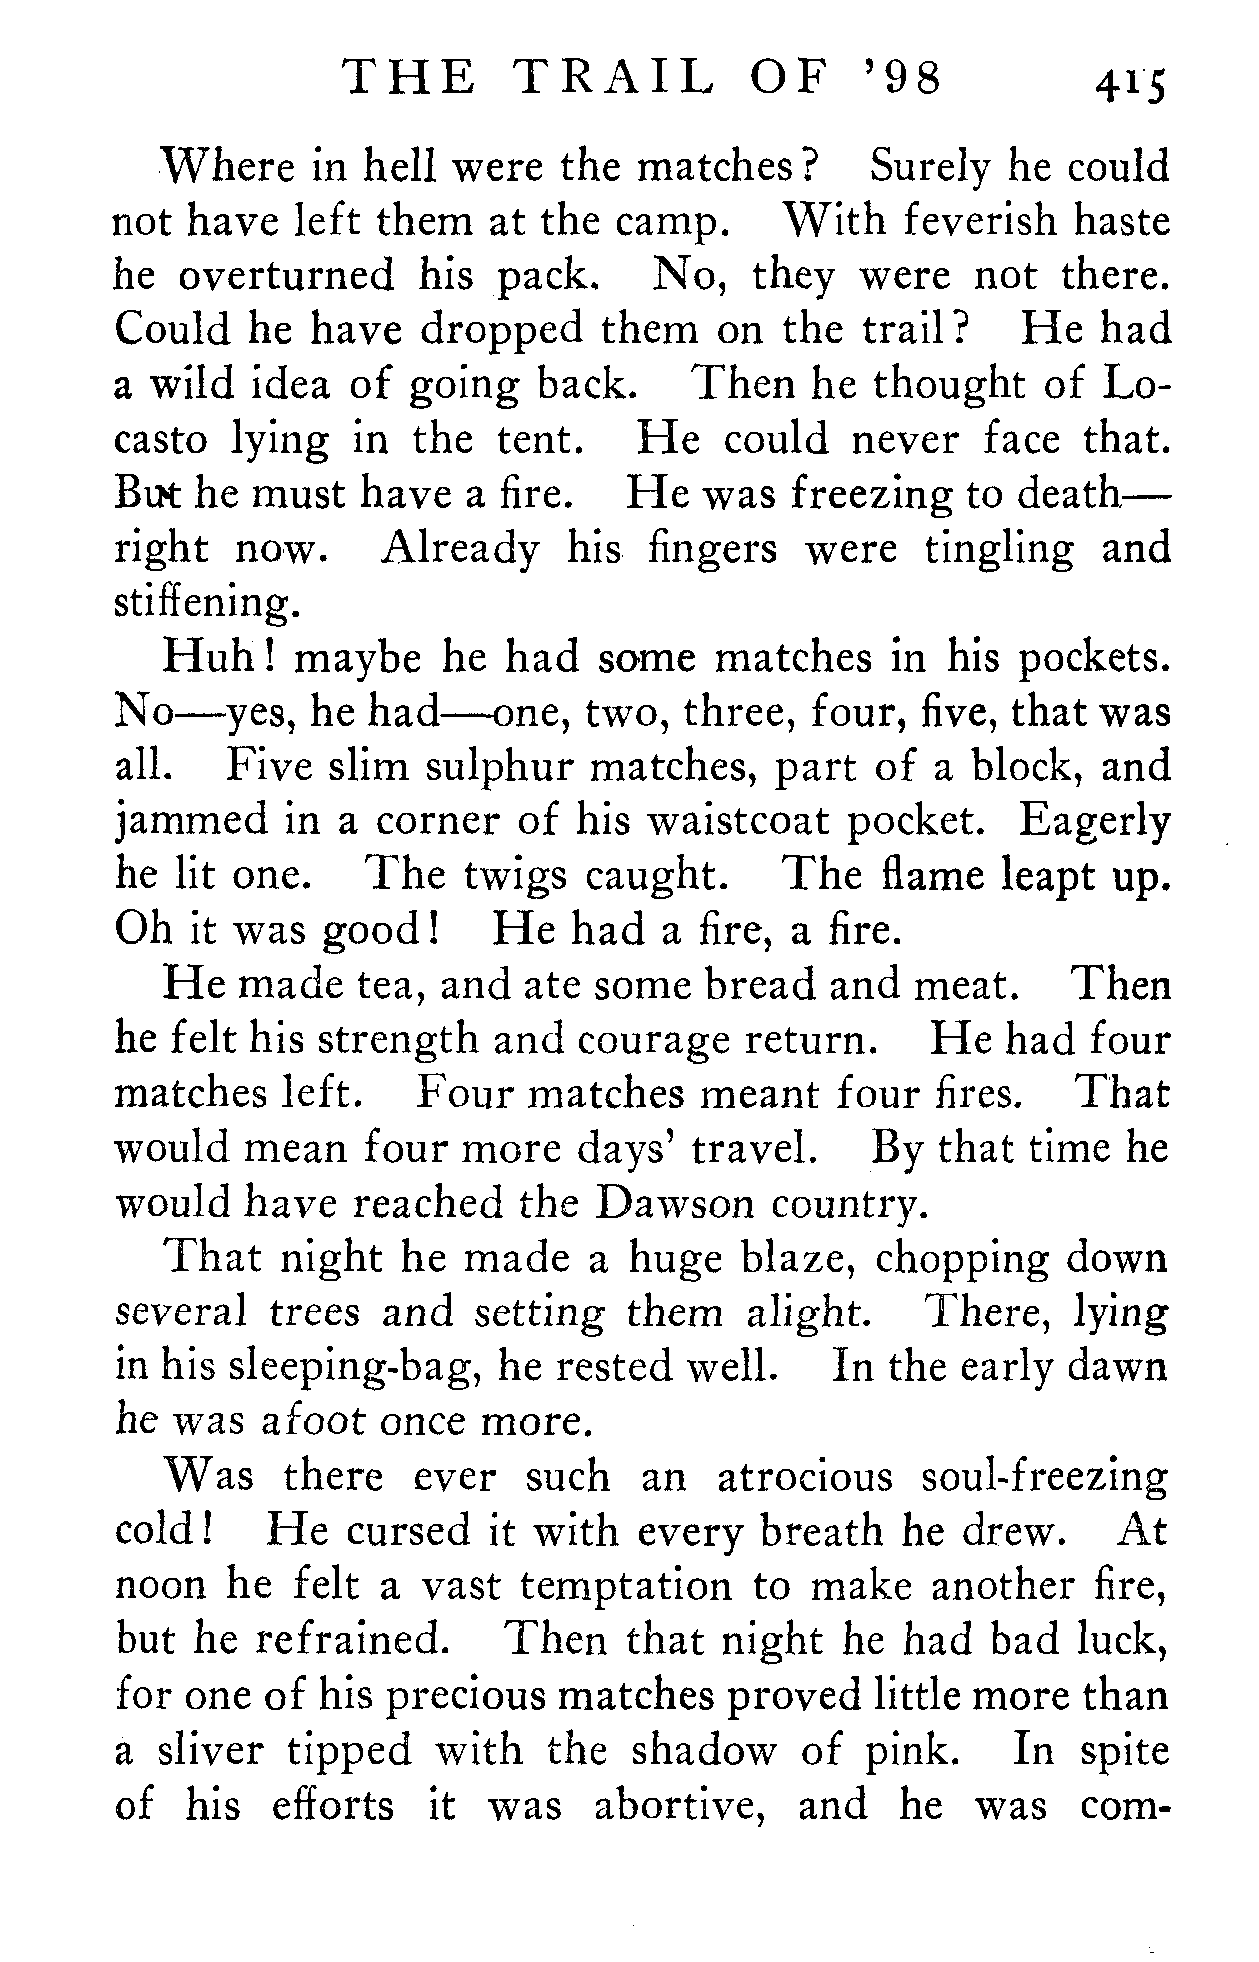 THE TRAIL OF '98 415
Where in hell were the matches? Surely he could
not have left them at the camp. With feverish haste
he overturned his pack. No, they were not there.
Could he have dropped them on the trail? He had
a wild idea of going back. Then he thought of Lo-
casto lying in the tent. He could never face that.
But he must have a fire. He was freezing to death—
right now. Already his fingers were tingling and
stiffening.
Huh! maybe he had some matches in his pockets.
No—yes, he had—one, two, three, four, five, that was
all. Five slim sulphur matches, part of a block, and
jammed in a corner of his waistcoat pocket. Eagerly
he lit one. The twigs caught. The flame leapt up.
Oh it was good! He had a fire, a fire.
He made tea, and ate some bread and meat. Then
he felt his strength and courage return. He had four
matches left. Four matches meant four fires. That
would mean four more days' travel. By that time he
would have reached the Dawson country.
That night he made a huge blaze, chopping down
several trees and setting them alight. There, lying
in his sleeping-bag, he rested well. In the early dawn
he was afoot once more.
Was there ever such an atrocious soul-freezing
cold! He cursed it with every breath he drew. At
noon he felt a vast temptation to make another fire,
but he refrained. Then that night he had bad luck,
for one of his precious matches proved little more than
a sliver tipped with the shadow of pink. In spite
of his efforts it was abortive, and he was com-